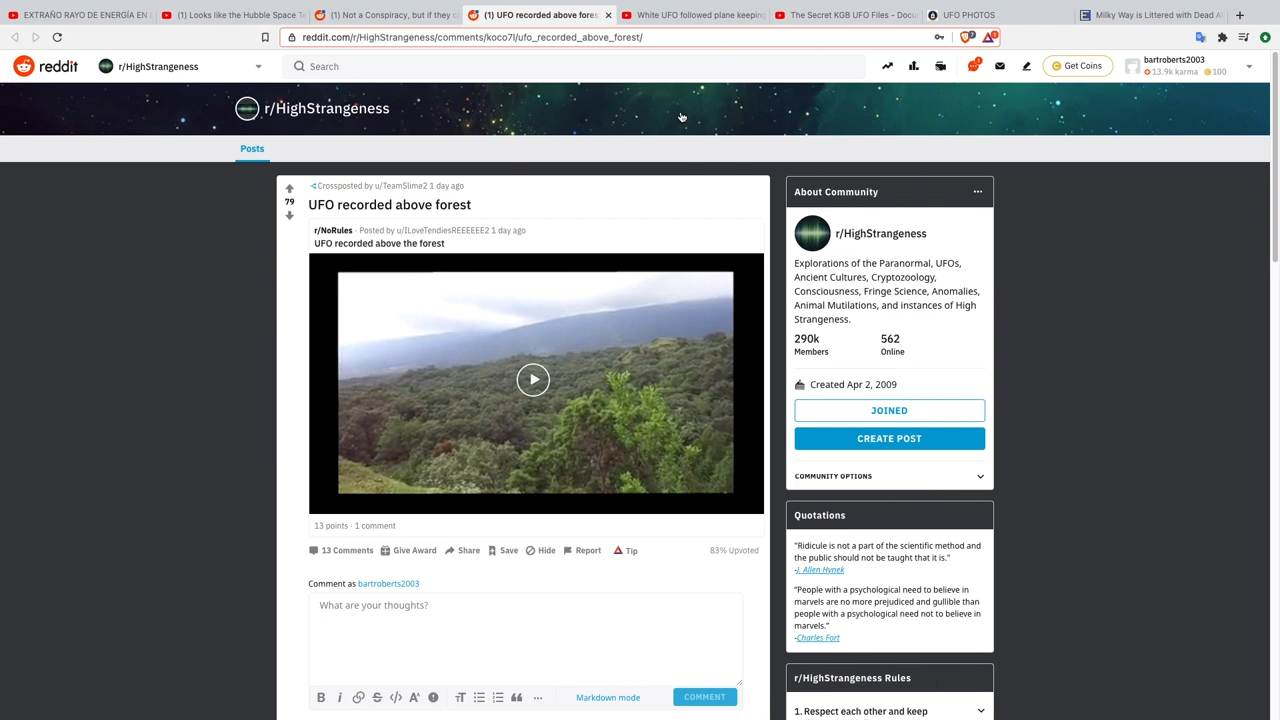 EXTRAÑO RAYO DE ENERGÍA EN
(1) Looks like the Hubble Space T
(1) Not a Conspiracy, but if they c
(1) UFO recorded above fores
White UFO followed plane keeping
The Secret KGB UFO Files - Docu
UFO PHOTOS
Milky Way is Littered with Dead A
reddit.com/r/HighStrangeness/comments/koco7l/ufo_recorded_above_forest/
reddit
r/HighStrangeness
Search
Get Coins
bartroberts2003
13.9k karma 100
r/HighStrangeness
Posts
Crossposted by u/TeamSlime2 1 day ago
79
UFO recorded above forest
r/NoRules · Posted by u/ILoveTendiesREEEEEE2 1 day ago
UFO recorded above the forest
13 points · 1 comment
13 Comments Give Award Share Save Hide Report Tip 83% Upvoted
Comment as bartroberts2003
What are your thoughts?
Markdown mode
COMMENT
About Community
r/HighStrangeness
Explorations of the Paranormal, UFOs,
Ancient Cultures, Cryptozoology,
Consciousness, Fringe Science, Anomalies,
Animal Mutilations, and instances of High
Strangeness.
290k 562
Members Online
Created Apr 2, 2009
JOINED
CREATE POST
COMMUNITY OPTIONS
Quotations
"Ridicule is not a part of the scientific method and
the public should not be taught that it is."
-J. Allen Hynek
"People with a psychological need to believe in
marvels are no more prejudiced and gullible than
people with a psychological need not to believe in
marvels."
-Charles Fort
r/HighStrangeness Rules
1. Respect each other and keep